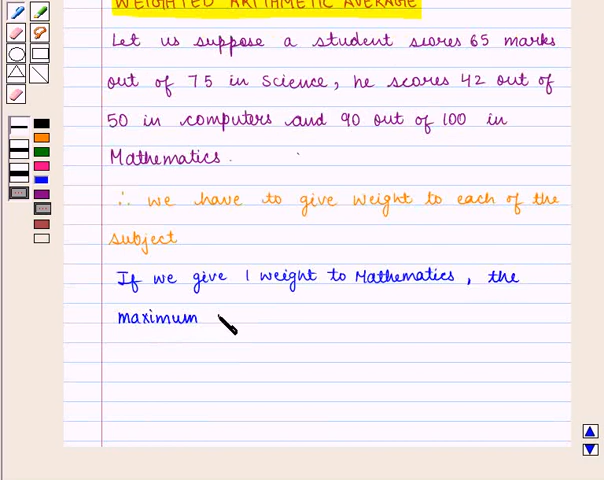 WEIGHTED ARITHMETIC AVERAGE
Let us suppose a student scores 65 marks
out of 75 in Science, he scores 42 out of
50 in computers and 90 out of 100 in
Mathematics.
∴ we have to give weight to each of the
subject
If we give 1 weight to Mathematics, the
maximum